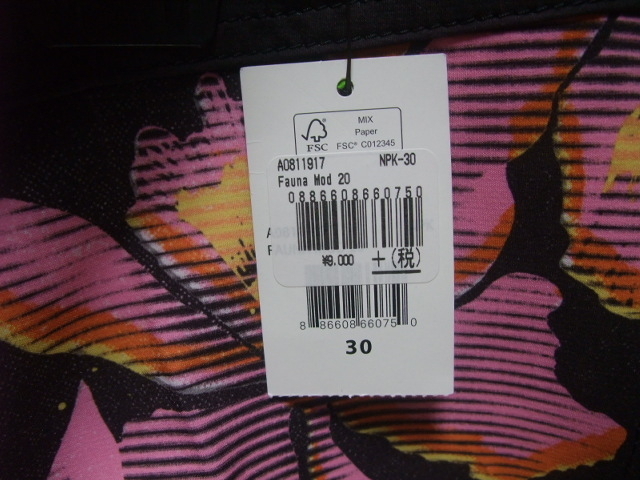 MIX
Paper
FSC FSC® C012345
A0811917 NPK-30
Fauna Mod 20
0886608660750
¥9,000 +(税)
8 86608 66075 0
30